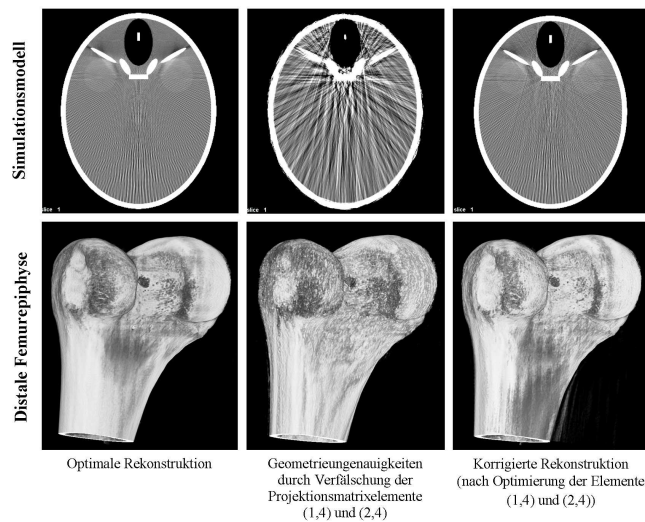 Simulationsmodell
slice 1
slice 1
slice 1
Distale Femurepiphyse
Optimale Rekonstruktion
Geometrieungenauigkeiten
durch Verfälschung der
Projektionsmatrixelemente
(1,4) und (2,4)
Korrigierte Rekonstruktion
(nach Optimierung der Elemente
(1,4) und (2,4))